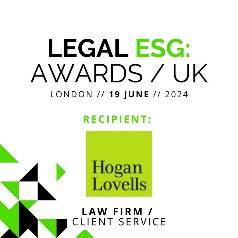 LEGAL ESG:
AWARDS / UK
LONDON // 19 JUNE // 2024
RECIPIENT:
Hogan
Lovells
LAW FIRM /
CLIENT SERVICE